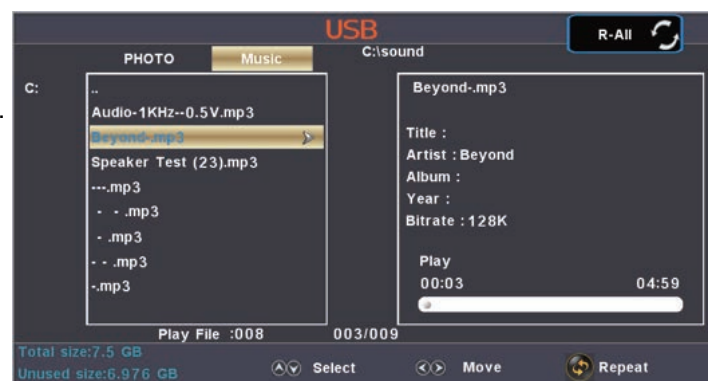 USB
R-All
PHOTO Music C:\sound
C:
..
Audio-1KHz--0.5V.mp3
Beyond-.mp3
Speaker Test (23).mp3
---.mp3
- - .mp3
- .mp3
- - .mp3
-.mp3
Beyond-.mp3
Title :
Artist : Beyond
Album :
Year :
Bitrate : 128K
Play
00:03 04:59
Play File :008 003/009
Total size:7.5 GB
Unused size:6.976 GB
Select Move Repeat